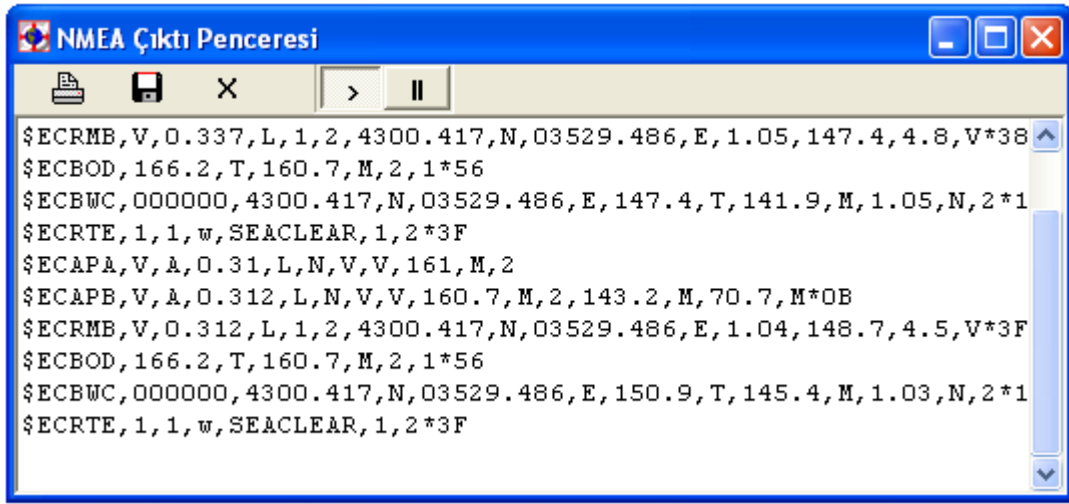 NMEA Çıktı Penceresi
$ECRMB,V,0.337,L,1,2,4300.417,N,03529.486,E,1.05,147.4,4.8,V*38
$ECBOD,166.2,T,160.7,M,2,1*56
$ECBWC,000000,4300.417,N,03529.486,E,147.4,T,141.9,M,1.05,N,2*1
$ECRTE,1,1,w,SEACLEAR,1,2*3F
$ECAPA,V,A,0.31,L,N,V,V,161,M,2
$ECAPB,V,A,0.312,L,N,V,V,160.7,M,2,143.2,M,70.7,M*0B
$ECRMB,V,0.312,L,1,2,4300.417,N,03529.486,E,1.04,148.7,4.5,V*3F
$ECBOD,166.2,T,160.7,M,2,1*56
$ECBWC,000000,4300.417,N,03529.486,E,150.9,T,145.4,M,1.03,N,2*1
$ECRTE,1,1,w,SEACLEAR,1,2*3F